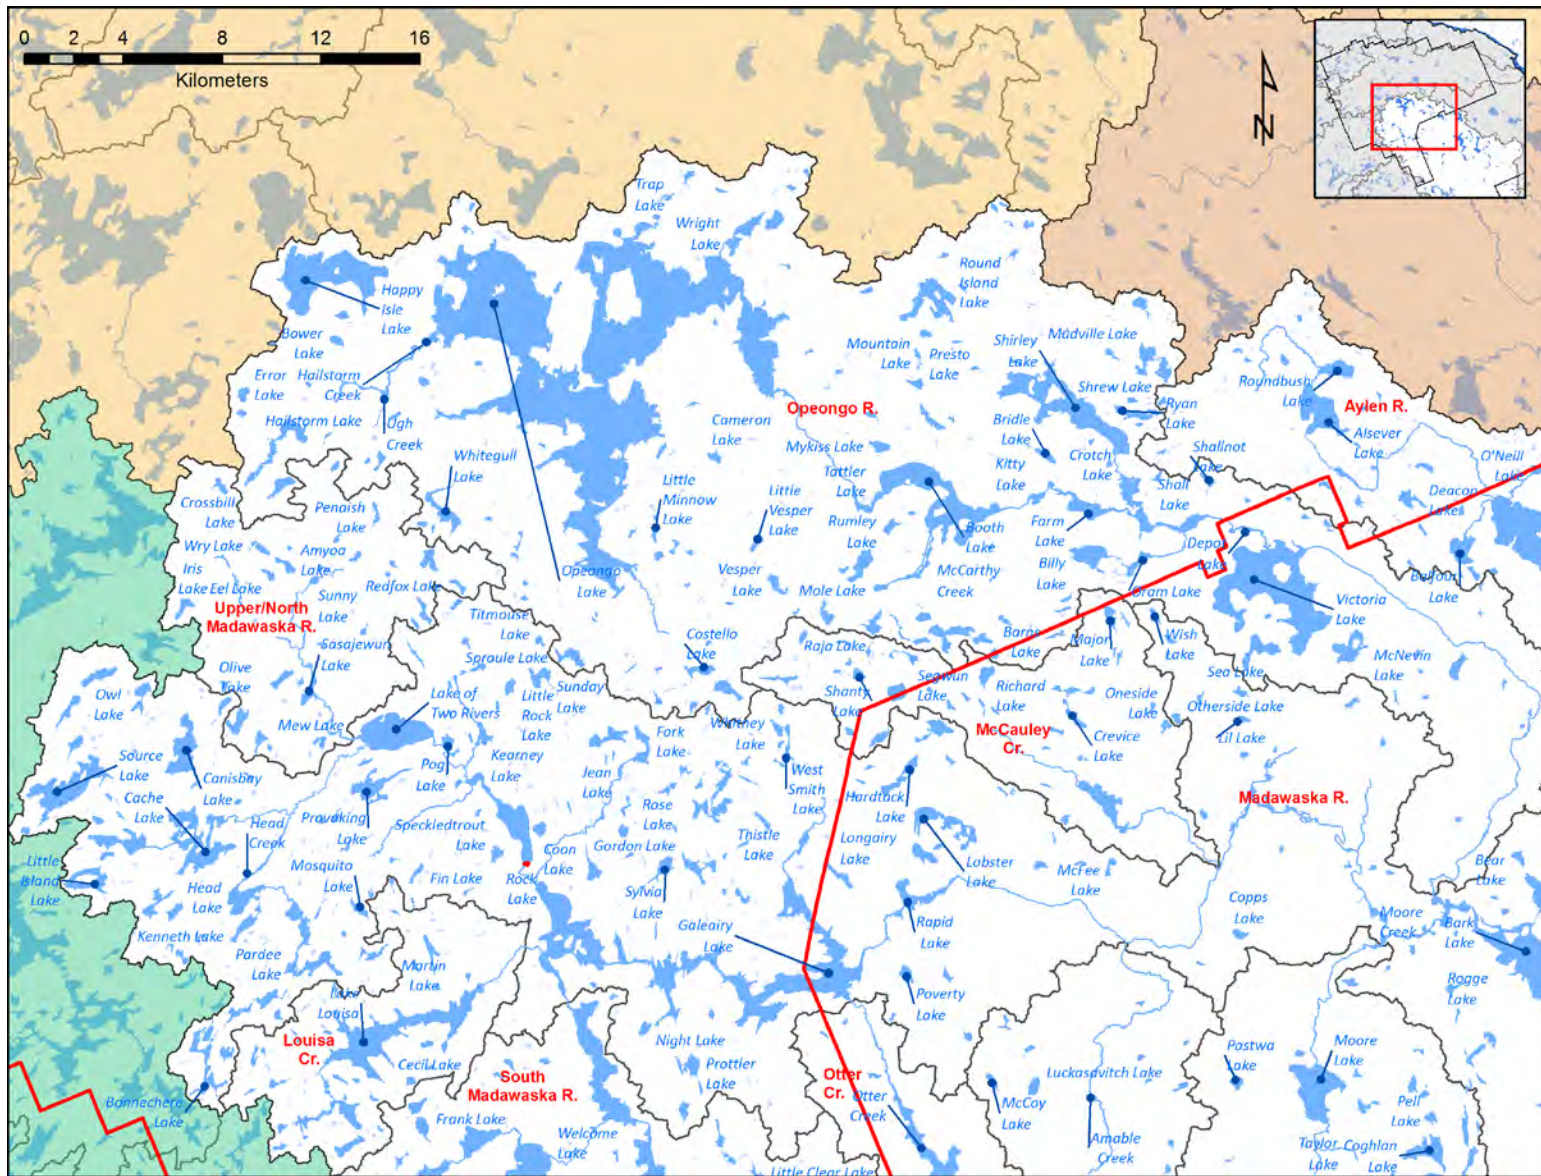 0 2 4 8 12 16
Kilometers
N
Trap
Lake
Wright
Lake
Happy
Isle
Lake
Round
Island
Lake
Bower
Lake
Mountain
Lake
Presto
Lake
Shirley
Lake
Mudville Lake
Error
Lake
Hailstorm
Creek
Roundbush
Lake
Shrew Lake
Ryan
Lake
Aylen R.
Opeongo R.
Hailstorm Lake
Ugh
Creek
Cameron
Lake
Bridle
Lake
Alsever
Lake
Mykiss Lake
Whitegull
Lake
Tattler
Lake
Kitty
Lake
Crotch
Lake
Shallnot
Lake
O'Neill
Lake
Little
Minnow
Lake
Little
Vesper
Lake
Shall
Lake
Deacon
Lake
Crossbill
Lake
Penaish
Lake
Rumley
Lake
Booth
Lake
Farm
Lake
Wry Lake
Iris
Lake
Eel Lake
Amyoa
Lake
Redfox Lake
Opeongo
Lake
Vesper
Lake
Mole Lake
McCarthy
Creek
Billy
Lake
Depot
Lake
Balfour
Lake
Oram Lake
Victoria
Lake
Sunny
Lake
Upper/North
Madawaska R.
Titmouse
Lake
Sasajewun
Lake
Sproule Lake
Costello
Lake
Raja Lake
Barns
Lake
Major
Lake
Wish
Lake
McNevin
Lake
Olive
Lake
Owl
Lake
Lake of
Two Rivers
Little
Rock
Lake
Sunday
Lake
Shanty
Lake
Segwun
Lake
Richard
Lake
Oneside
Lake
Sea Lake
Otherside Lake
Mew Lake
Whitney
Lake
Fork
Lake
McCauley
Cr.
Crevice
Lake
Lil Lake
Source
Lake
Canisbay
Lake
Pog
Lake
Kearney
Lake
Jean
Lake
West
Smith
Lake
Cache
Lake
Head
Creek
Provoking
Lake
Speckledtrout
Lake
Rose
Lake
Hardtack
Lake
Madawaska R.
Coon
Lake
Gordon Lake
Thistle
Lake
Longairy
Lake
Little
Island
Lake
Mosquito
Lake
Fin Lake
Rock
Lake
Sylvia
Lake
Lobster
Lake
McFee
Lake
Bear
Lake
Head
Lake
Copps
Lake
Kenneth Lake
Galeairy
Lake
Rapid
Lake
Moore
Creek
Bark
Lake
Pardee
Lake
Martin
Lake
Rogge
Lake
Lake
Louisa
Poverty
Lake
Louisa
Cr.
Cecil Lake
Night Lake
Prottler
Lake
Pastwa
Lake
Moore
Lake
South
Madawaska R.
Otter
Cr.
Luckasavitch Lake
Bonnechere
Lake
Otter
Creek
McCoy
Lake
Pell
Lake
Frank Lake
Welcome
Lake
Amable
Creek
Taylor
Lake
Coghlan
Lake
Little Clear Lake